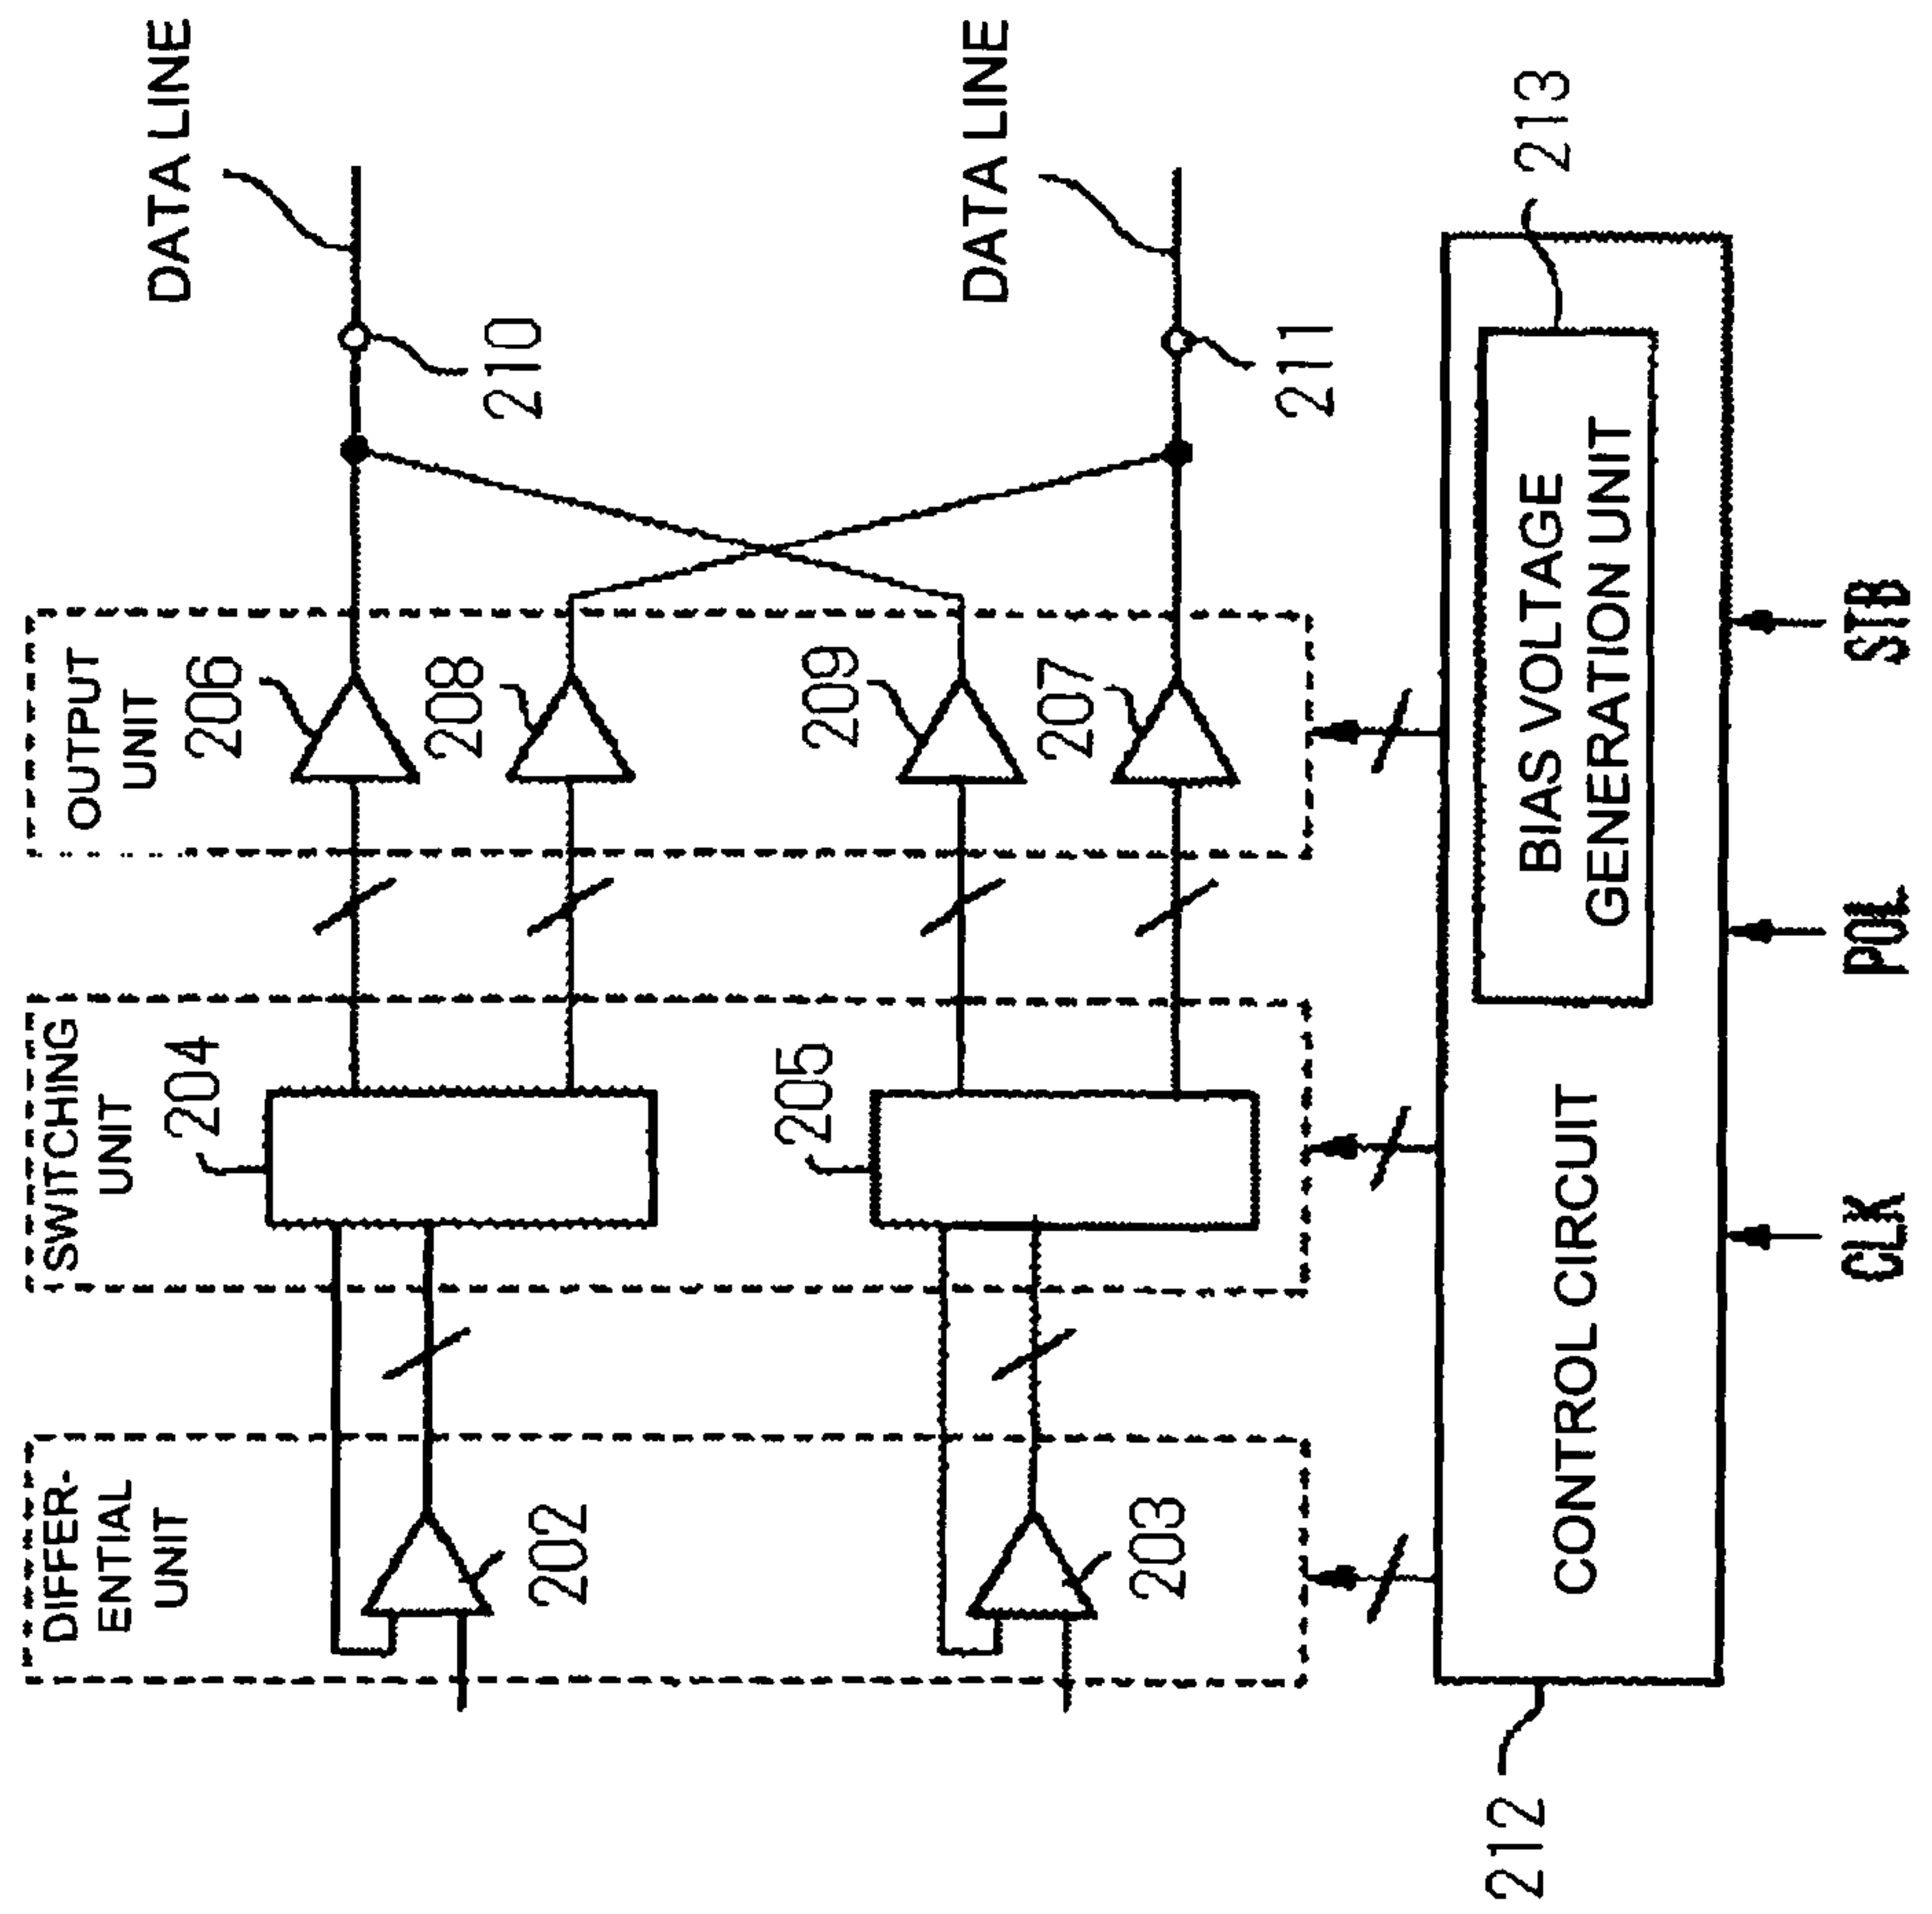 DIFFER-
ENTIAL
UNIT
SWITCHING
UNIT
OUTPUT
UNIT
DATA LINE
204
206
208
202
210
205
209
DATA LINE
203
207
211
212
213
CONTROL CIRCUIT
BIAS VOLTAGE
GENERATION UNIT
CLK
POL
STB